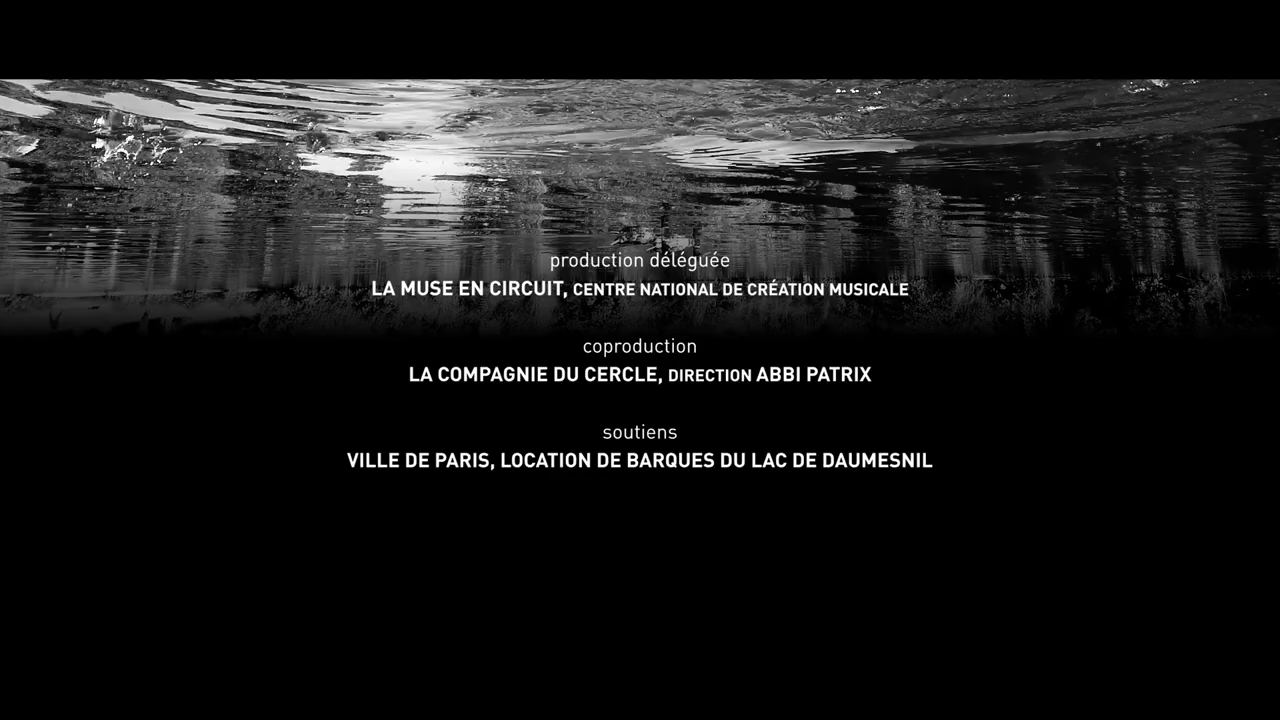 production déléguée
LA MUSE EN CIRCUIT, CENTRE NATIONAL DE CRÉATION MUSICALE
coproduction
LA COMPAGNIE DU CERCLE, DIRECTION ABBI PATRIX
soutiens
VILLE DE PARIS, LOCATION DE BARQUES DU LAC DE DAUMESNIL